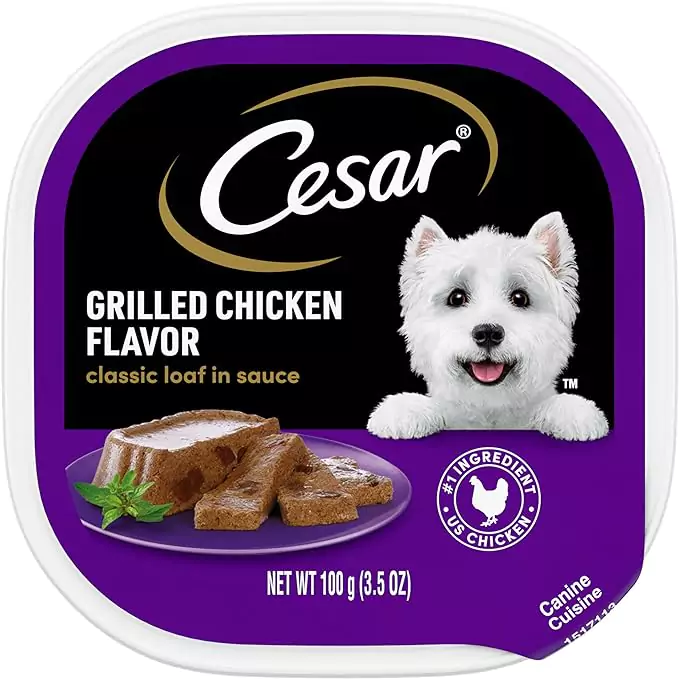 Cesar®
GRILLED CHICKEN
FLAVOR
classic loaf in sauce
TM
#1 INGREDIENT
• US CHICKEN •
NET WT 100 g (3.5 OZ)
Canine
Cuisine